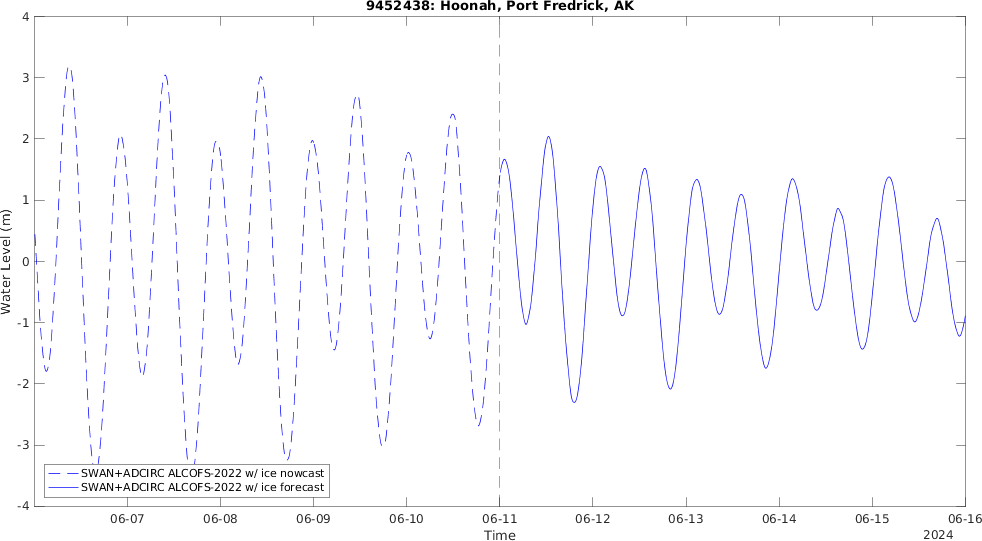 9452438: Hoonah, Port Fredrick, AK
4
3
2
1
0
-1
-2
-3
-4
Water Level (m)
SWAN+ADCIRC ALCOFS-2022 w/ ice nowcast
SWAN+ADCIRC ALCOFS-2022 w/ ice forecast
06-07 06-08 06-09 06-10 06-11 06-12 06-13 06-14 06-15 06-16
Time
2024